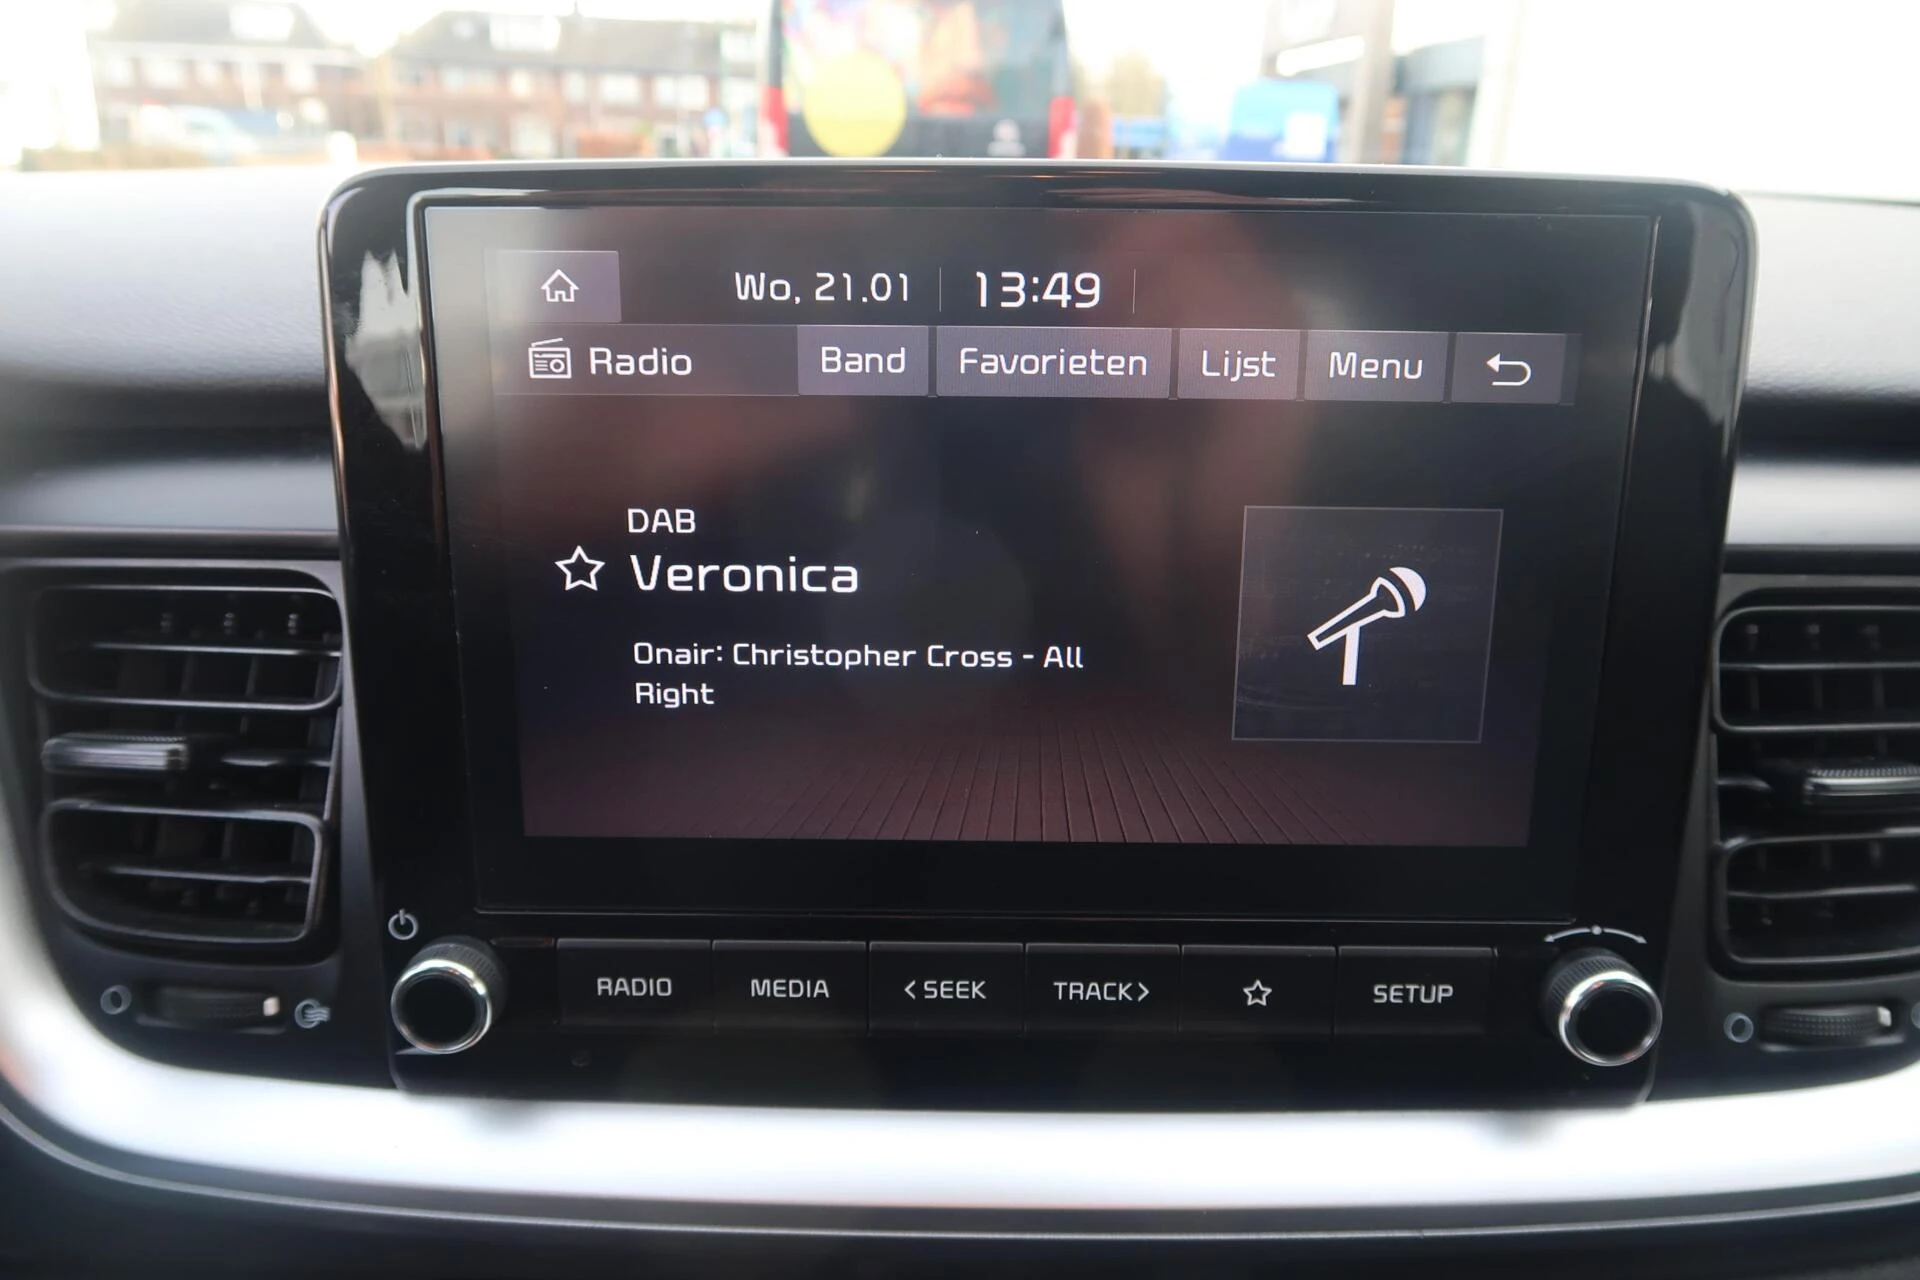 Wo, 21.01 13:49
Radio Band Favorieten Lijst Menu
DAB
Veronica
Onair: Christopher Cross - All
Right
RADIO MEDIA <SEEK TRACK> SETUP